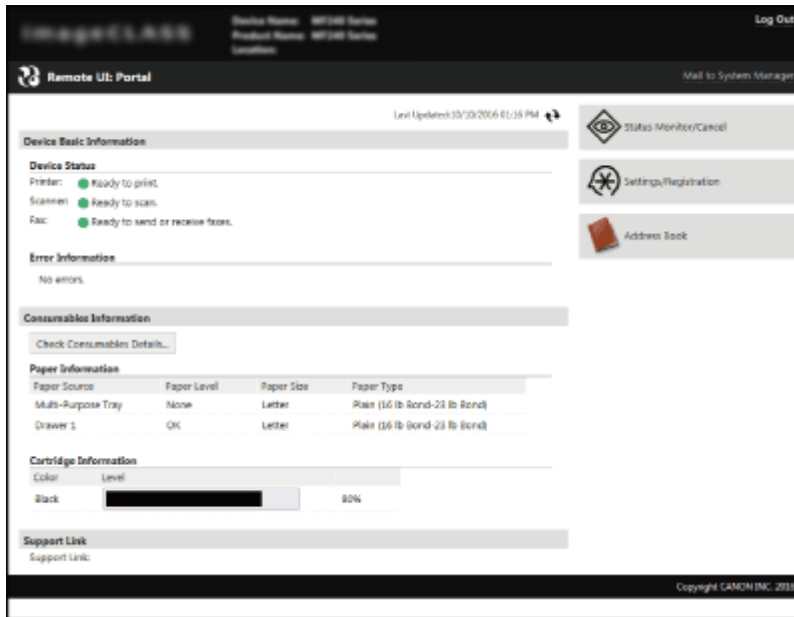 imageCLASS
Device Name: MF240 Series
Product Name: MF240 Series
Location:
Log Out
Remote UI: Portal
Mail to System Manager
Last Updated:10/10/2016 01:16 PM
Device Basic Information
Device Status
Printer: Ready to print.
Scanner: Ready to scan.
Fax: Ready to send or receive faxes.
Error Information
No errors.
Consumables Information
Check Consumables Details...
Paper Information
Paper Source Paper Level Paper Size Paper Type
Multi-Purpose Tray None Letter Plain (16 lb Bond-23 lb Bond)
Drawer 1 OK Letter Plain (16 lb Bond-23 lb Bond)
Cartridge Information
Color Level
Black 80%
Support Link
Support Link:
Status Monitor/Cancel
Settings/Registration
Address Book
Copyright CANON INC. 2016